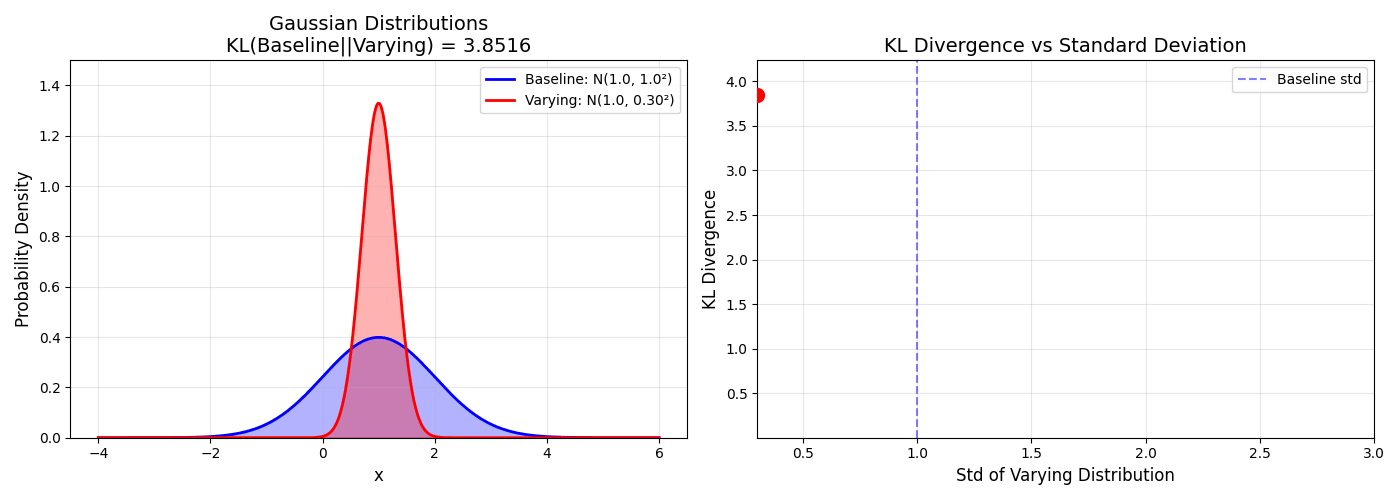 Gaussian Distributions
KL(Baseline||Varying) = 3.8516
Baseline: N(1.0, 1.0²)
Varying: N(1.0, 0.30²)
Probability Density
1.4
1.2
1.0
0.8
0.6
0.4
0.2
0.0
−4
−2
0
2
4
6
x
KL Divergence vs Standard Deviation
Baseline std
KL Divergence
4.0
3.5
3.0
2.5
2.0
1.5
1.0
0.5
0.5
1.0
1.5
2.0
2.5
3.0
Std of Varying Distribution